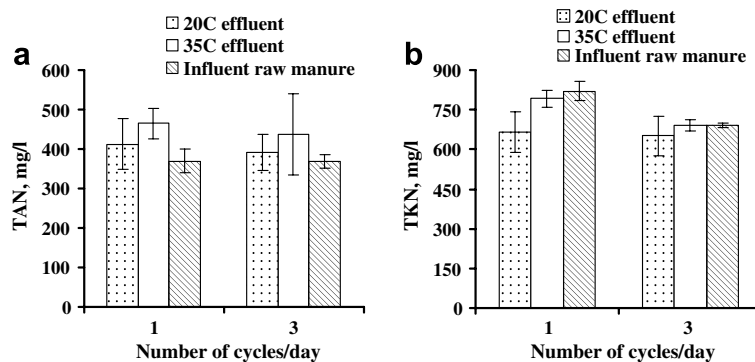 a
20C effluent
35C effluent
Influent raw manure
600
500
400
300
200
100
0
TAN, mg/l
1 3
Number of cycles/day
b
20C effluent
35C effluent
Influent raw manure
900
750
600
450
300
150
0
TKN, mg/l
1 3
Number of cycles/day